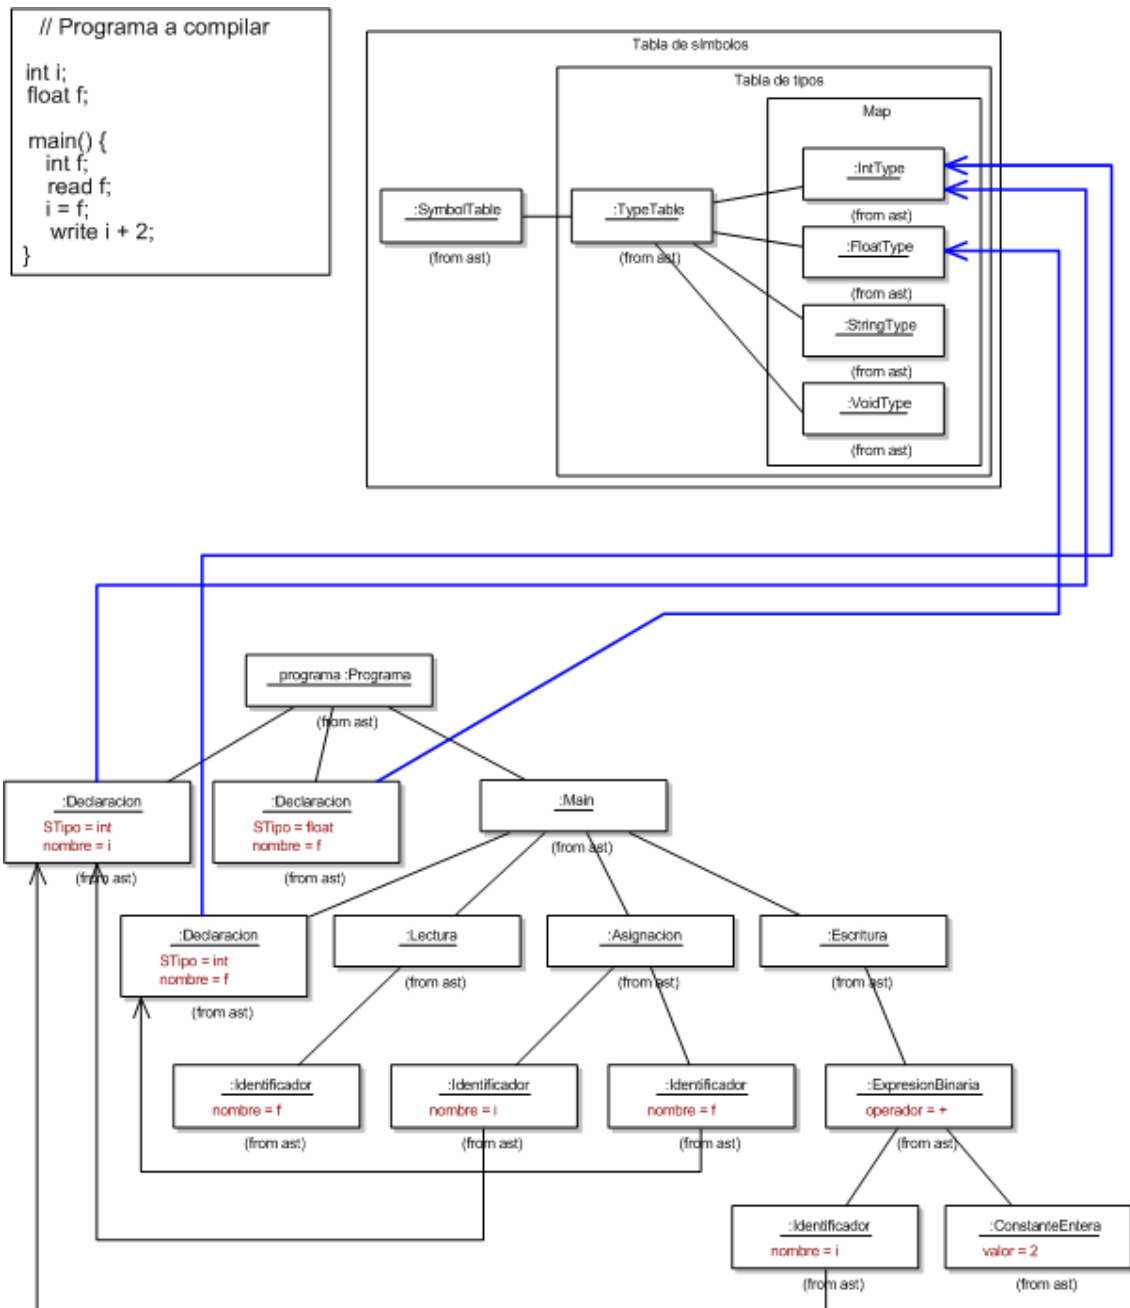 // Programa a compilar
int i;
float f;
main() {
int f;
read f;
i = f;
write i + 2;
}
Tabla de símbolos
Tabla de tipos
Map
:IntType
(from ast)
:SymbolTable
(from ast)
:TypeTable
(from ast)
:FloatType
(from ast)
:StringType
(from ast)
:VoidType
(from ast)
programa :Programa
(from ast)
:Declaracion
STipo = int
nombre = i
(from ast)
:Declaracion
STipo = float
nombre = f
(from ast)
:Main
(from ast)
:Declaracion
STipo = int
nombre = f
(from ast)
:Lectura
(from ast)
:Asignacion
(from ast)
:Escritura
(from ast)
:Identificador
nombre = f
(from ast)
:Identificador
nombre = i
(from ast)
:Identificador
nombre = f
(from ast)
:ExpresionBinaria
operador = +
(from ast)
:Identificador
nombre = i
(from ast)
:ConstanteEntera
valor = 2
(from ast)